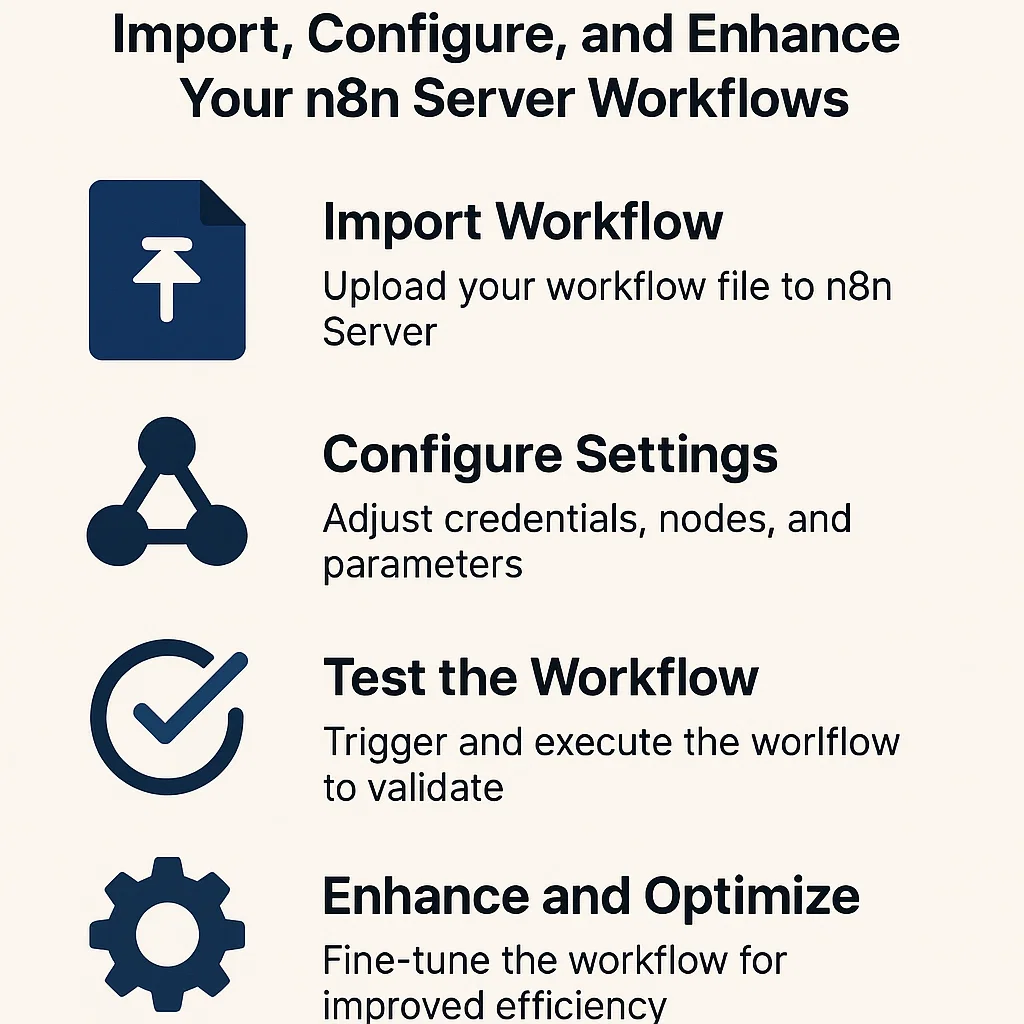 Import, Configure, and Enhance
Your n8n Server Workflows
Import Workflow
Upload your workflow file to n8n
Server
Configure Settings
Adjust credentials, nodes, and
parameters
Test the Workflow
Trigger and execute the worlflow
to validate
Enhance and Optimize
Fine-tune the workflow for
improved efficiency